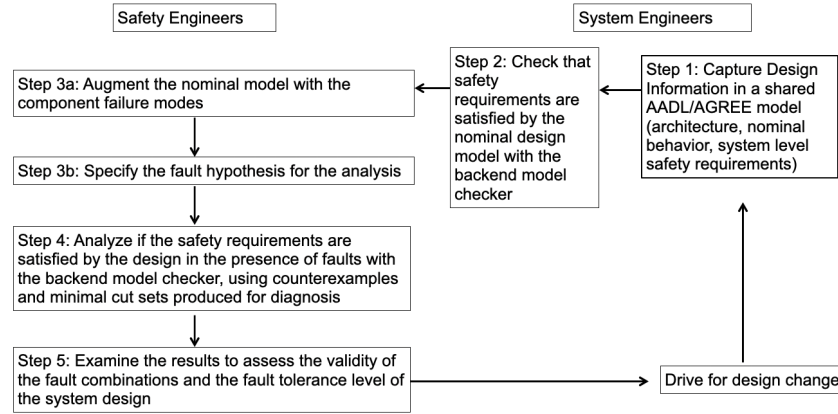 Safety Engineers
System Engineers
Step 1: Capture Design
Information in a shared
AADL/AGREE model
(architecture, nominal
behavior, system level
safety requirements)
Step 2: Check that
safety
requirements are
satisfied by the
nominal design
model with the
backend model
checker
Step 3a: Augment the nominal model with the
component failure modes
Step 3b: Specify the fault hypothesis for the analysis
Step 4: Analyze if the safety requirements are
satisfied by the design in the presence of faults with
the backend model checker, using counterexamples
and minimal cut sets produced for diagnosis
Step 5: Examine the results to assess the validity of
the fault combinations and the fault tolerance level of
the system design
Drive for design change